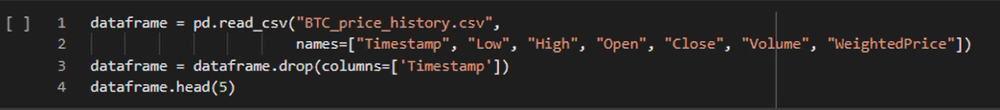 [ ] 1 dataframe = pd.read_csv("BTC_price_history.csv",
2 names=["Timestamp", "Low", "High", "Open", "Close", "Volume", "WeightedPrice"])
3 dataframe = dataframe.drop(columns=['Timestamp'])
4 dataframe.head(5)